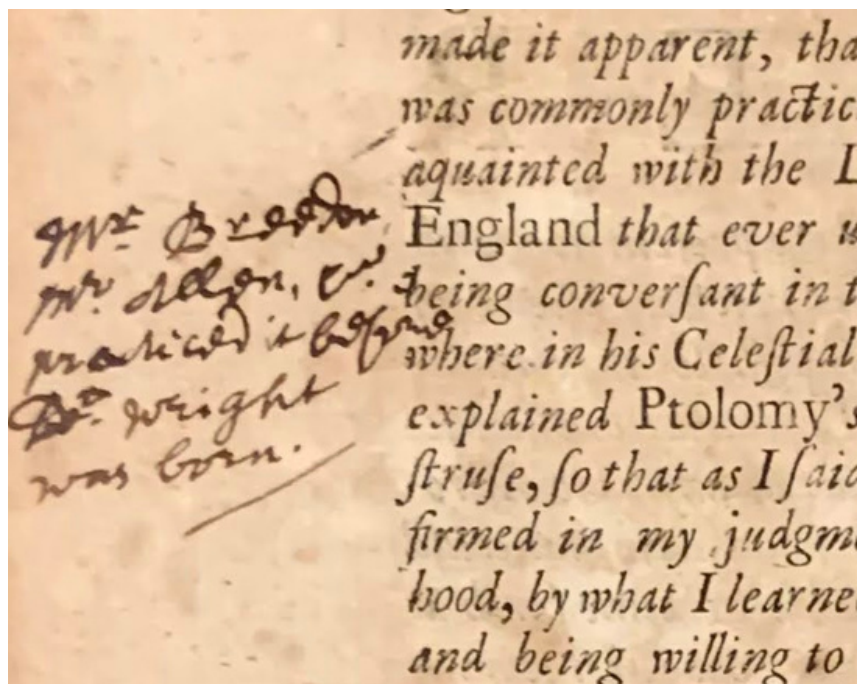 made it apparent, tha
was commonly practic
aquainted with the L
England that ever
being conversant in t
where in his Celestial
explained Ptolomy's
struse, so that as I said
firmed in my judgm
hood, by what I learne
and being willing to
Mr. Breedon,
Mr. Allen,
practiced it before
Dr. Wright
was born.